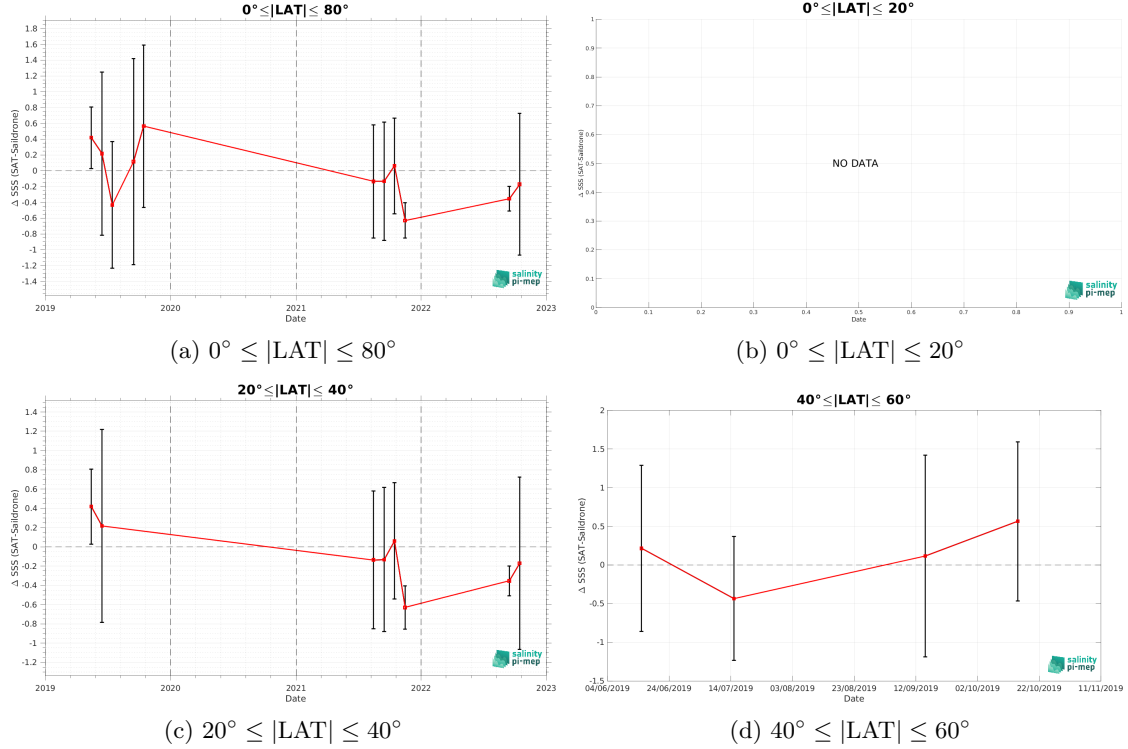 0°≤|LAT|≤ 80°
Δ SSS (SAT-Saildrone)
1.8
1.6
1.4
1.2
1
0.8
0.6
0.4
0.2
0
-0.2
-0.4
-0.6
-0.8
-1
-1.2
-1.4
salinity
pi-mep
2019 2020 2021 2022 2023
Date
(a) 0° ≤ |LAT| ≤ 80°
0°≤|LAT|≤ 20°
Δ SSS (SAT-Saildrone)
1
0.9
0.8
0.7
0.6
0.5
0.4
0.3
0.2
0.1
0
NO DATA
salinity
pi-mep
0 0.1 0.2 0.3 0.4 0.5 0.6 0.7 0.8 0.9 1
Date
(b) 0° ≤ |LAT| ≤ 20°
20°≤|LAT|≤ 40°
Δ SSS (SAT-Saildrone)
1.4
1.2
1
0.8
0.6
0.4
0.2
0
-0.2
-0.4
-0.6
-0.8
-1
-1.2
salinity
pi-mep
2019 2020 2021 2022 2023
Date
(c) 20° ≤ |LAT| ≤ 40°
40°≤|LAT|≤ 60°
Δ SSS (SAT-Saildrone)
2
1.5
1
0.5
0
-0.5
-1
-1.5
salinity
pi-mep
04/06/2019 24/06/2019 14/07/2019 03/08/2019 23/08/2019 12/09/2019 02/10/2019 22/10/2019 11/11/2019
Date
(d) 40° ≤ |LAT| ≤ 60°